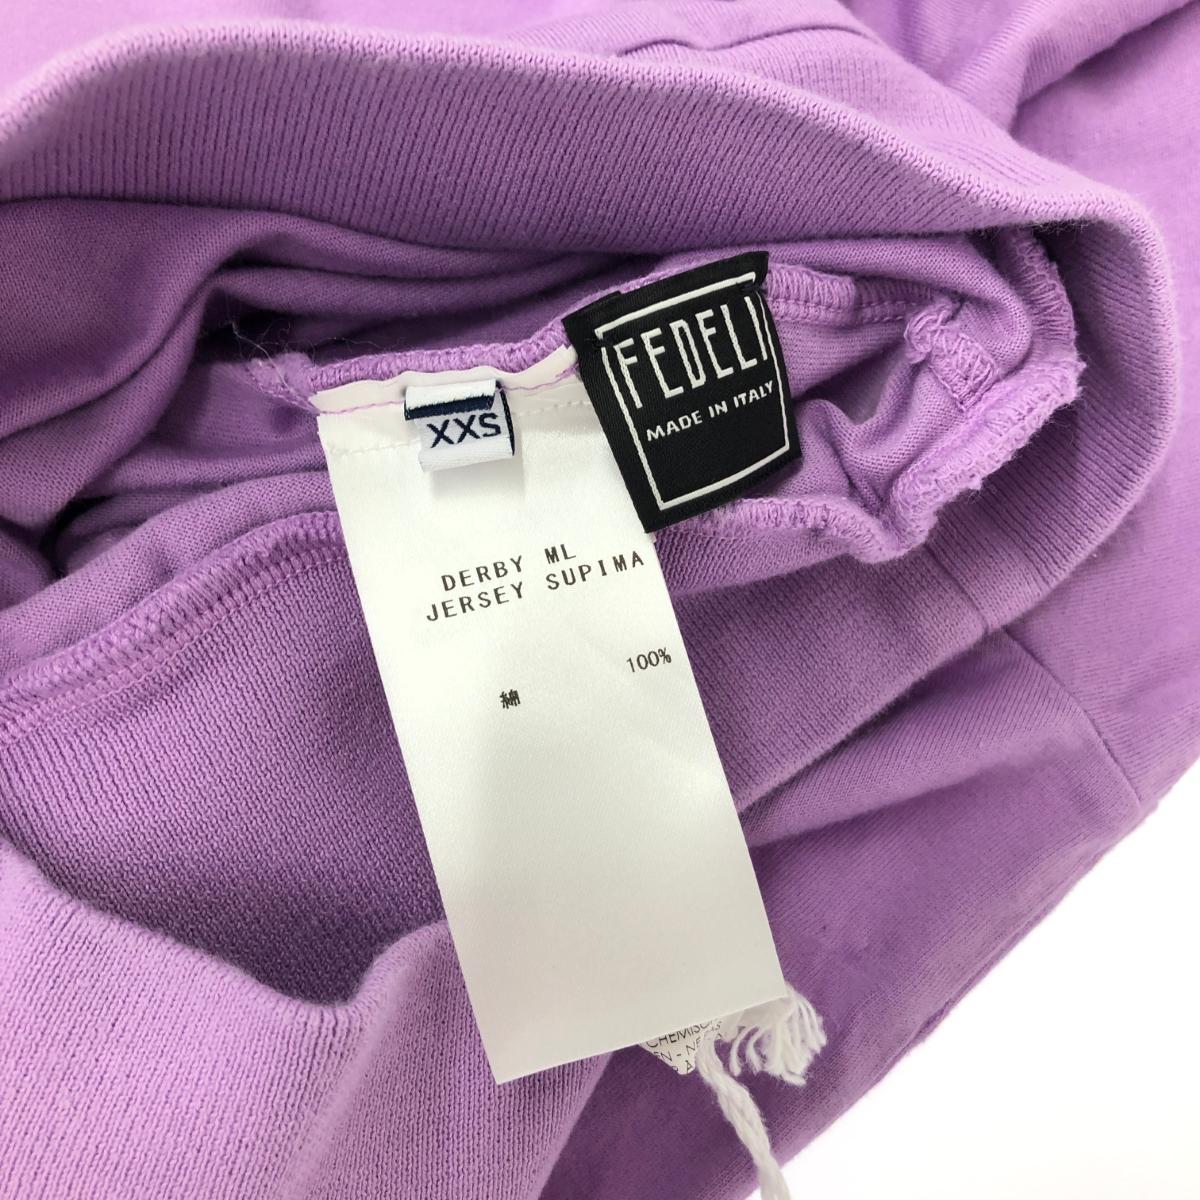 FEDELI
MADE IN ITALY
XXS
DERBY ML
JERSEY SUPIMA
100%
綿